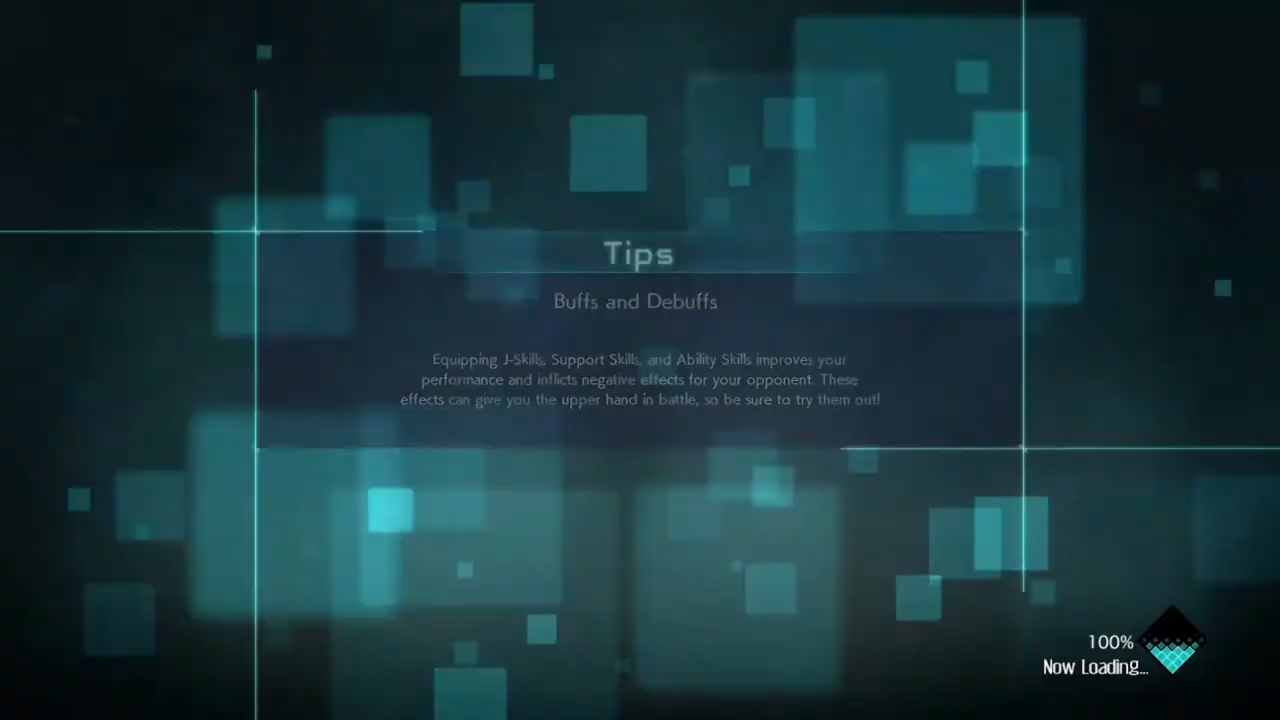 Tips
Buffs and Debuffs
Equipping J-Skills, Support Skills, and Ability Skills improves your
performance and inflicts negative effects for your opponent. These
effects can give you the upper hand in battle, so be sure to try them out!
100%
Now Loading...